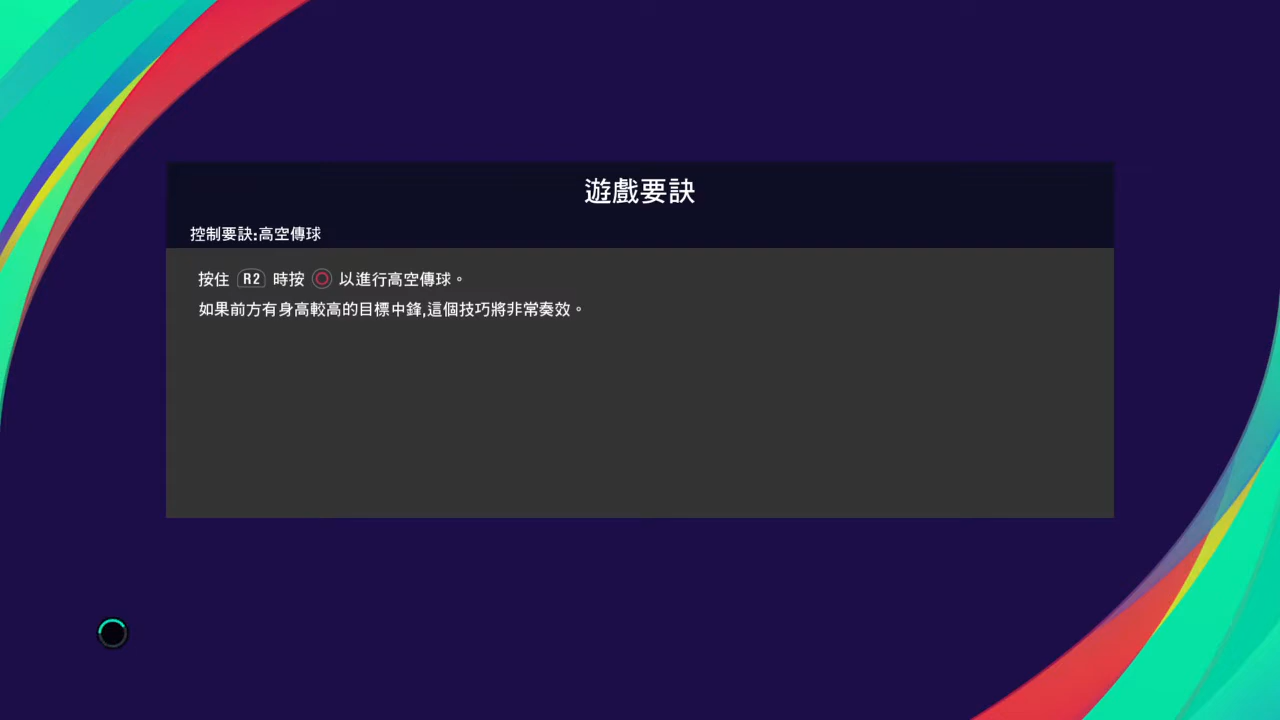 遊戲要訣
控制要訣:高空傳球
按住 R2 時按 ◯ 以進行高空傳球。
如果前方有身高較高的目標中鋒,這個技巧將非常奏效。